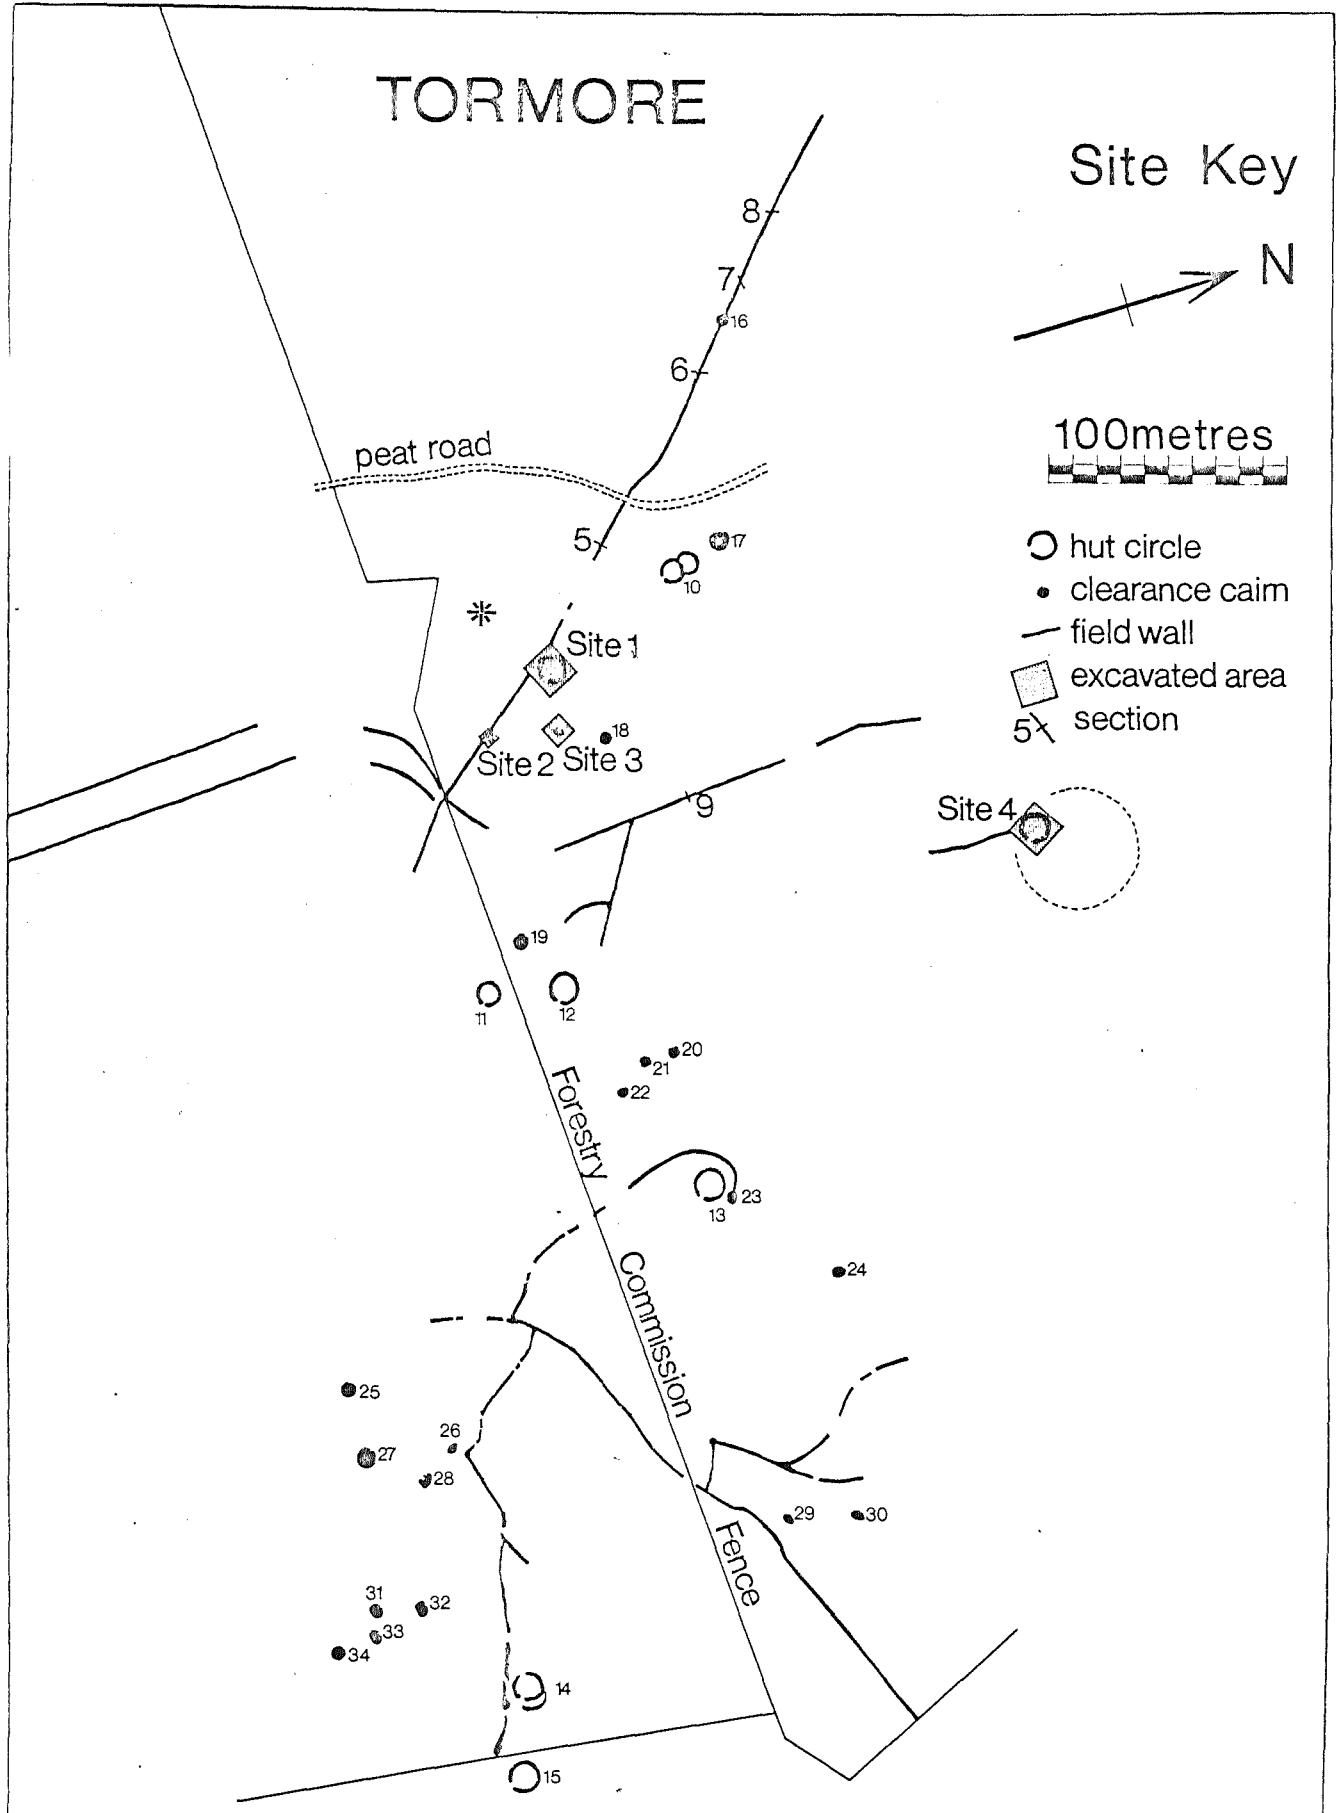 TORMORE
Site Key
N
8
7
16
6
100metres
peat road
5
17
10
hut circle
clearance cairn
field wall
excavated area
5 section
Site 1
18
Site 2
Site 3
9
Site 4
19
11
12
20
21
22
Forestry
23
13
Commission
24
25
26
27
28
29
30
Fence
31
32
33
34
14
15